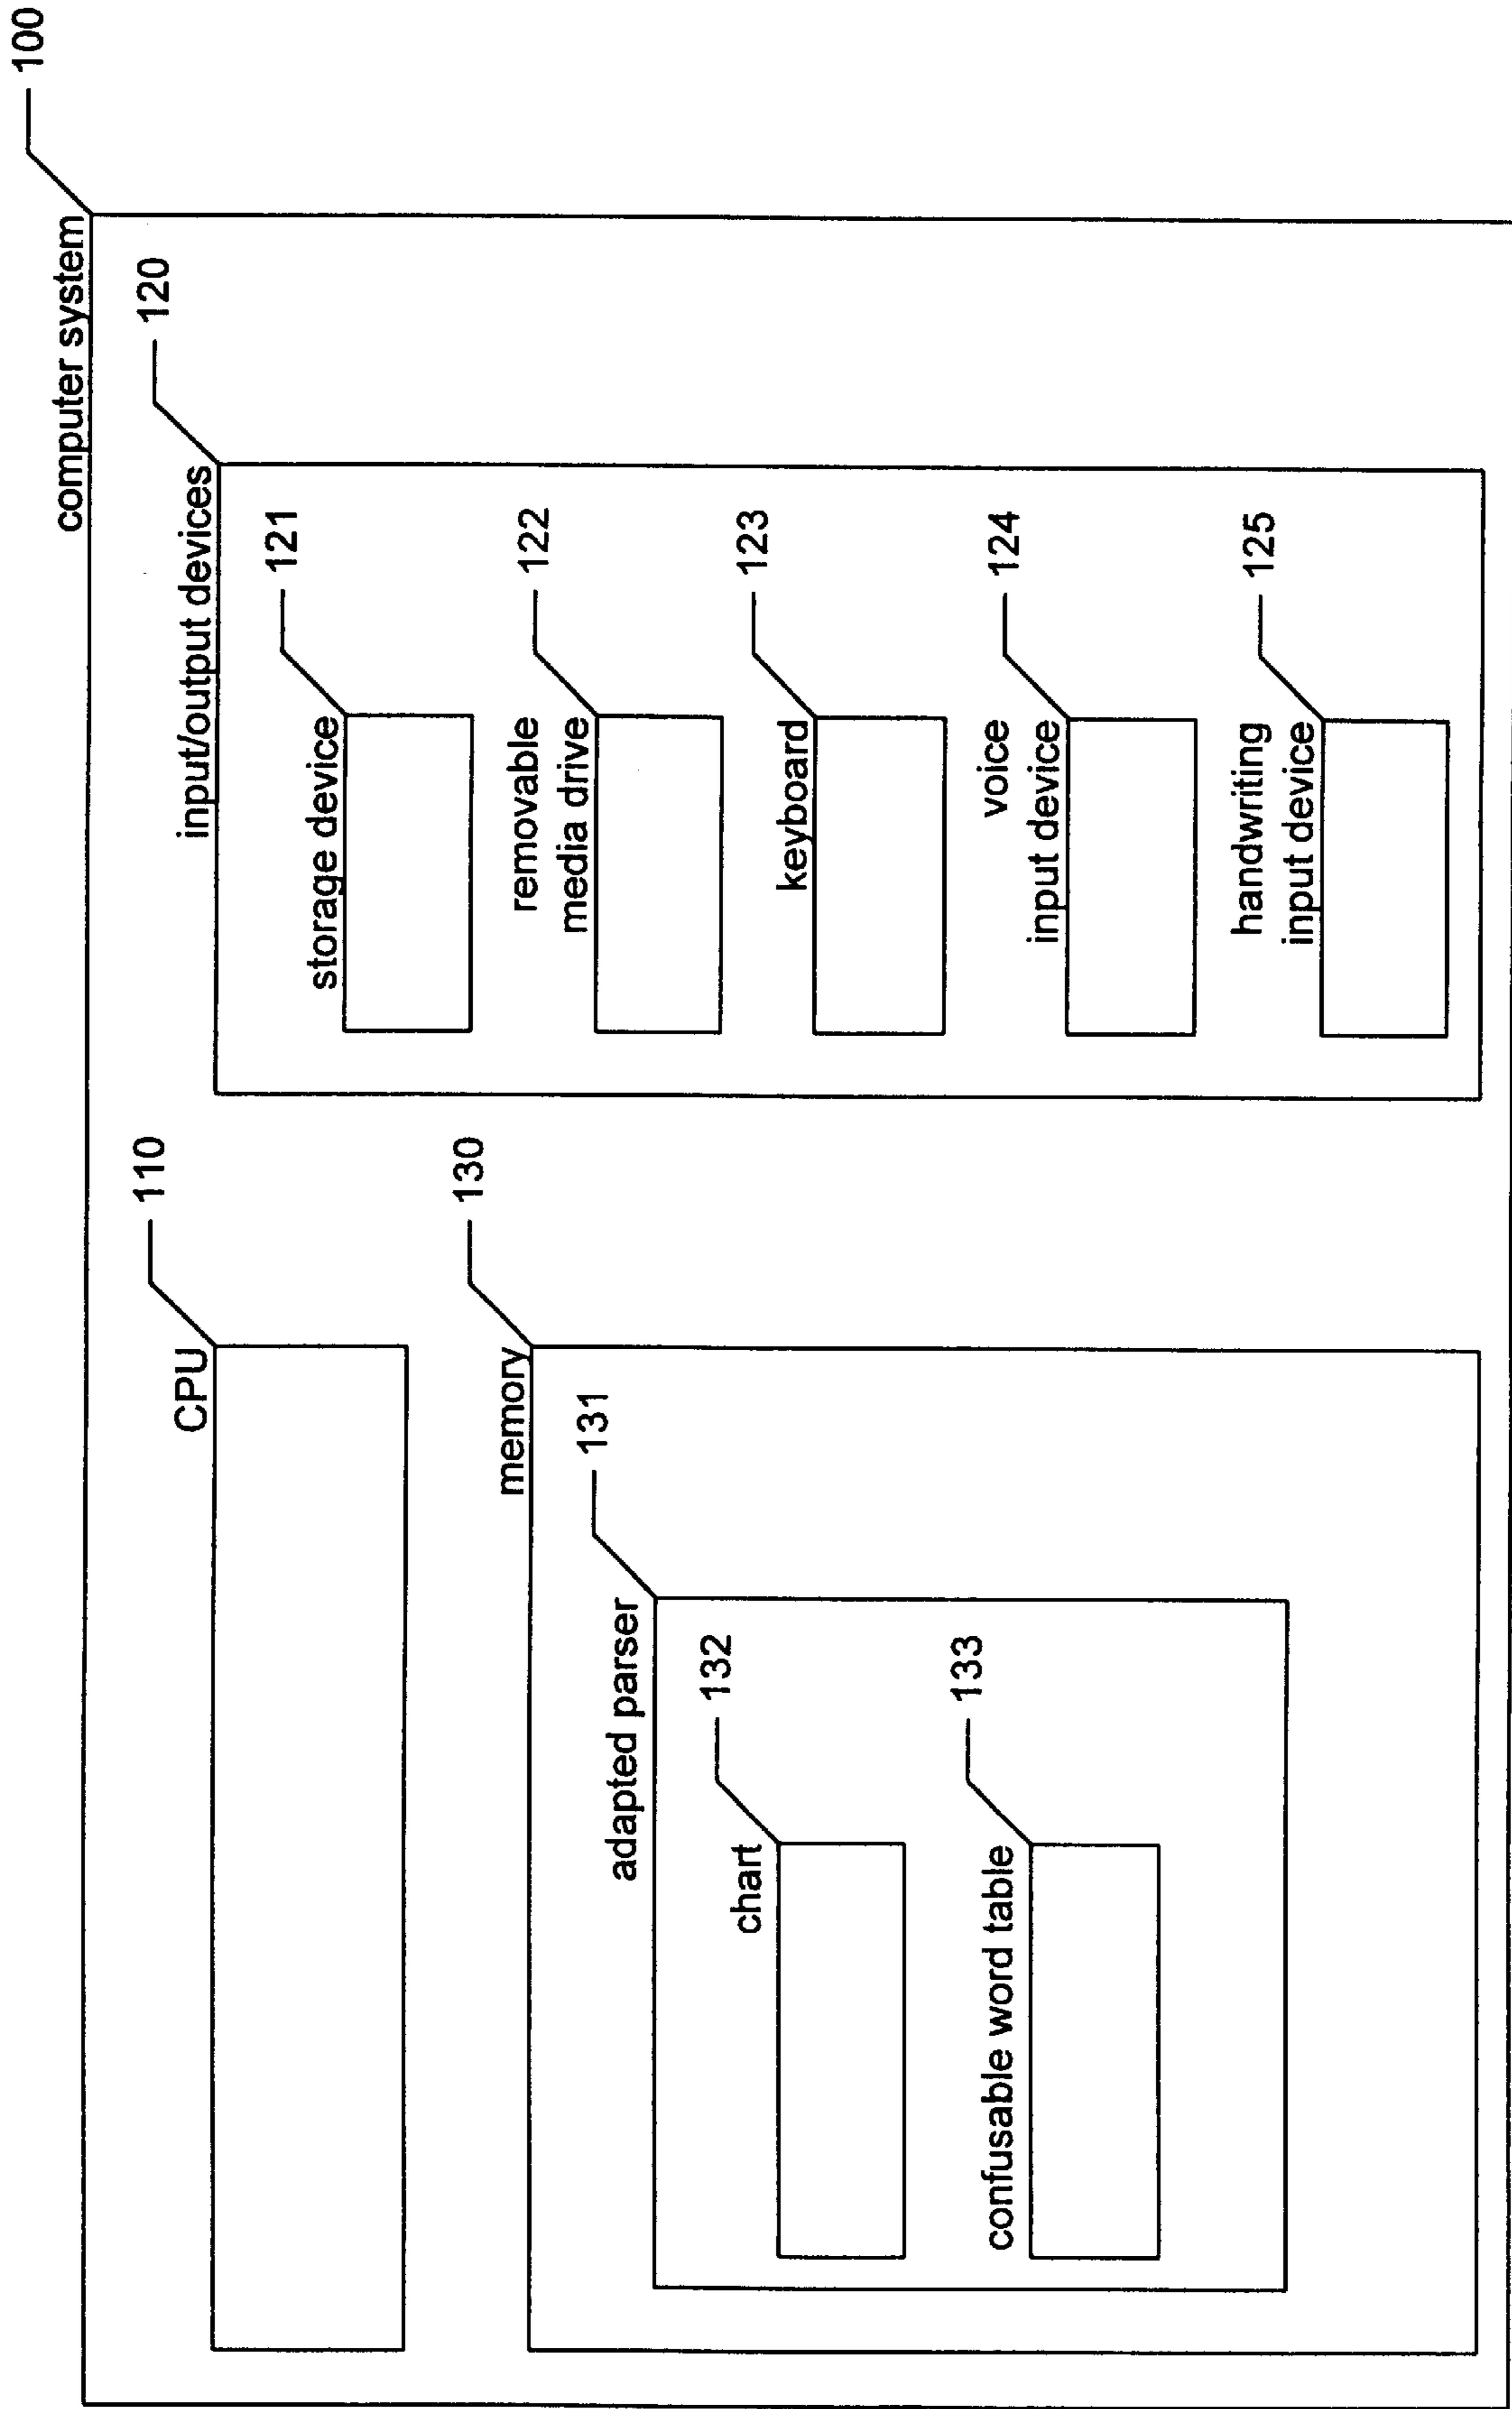 100
computer system
110
CPU
120
input/output devices
121
storage device
122
removable
media drive
123
keyboard
124
voice
input device
125
handwriting
input device
130
memory
131
adapted parser
132
chart
133
confusable word table